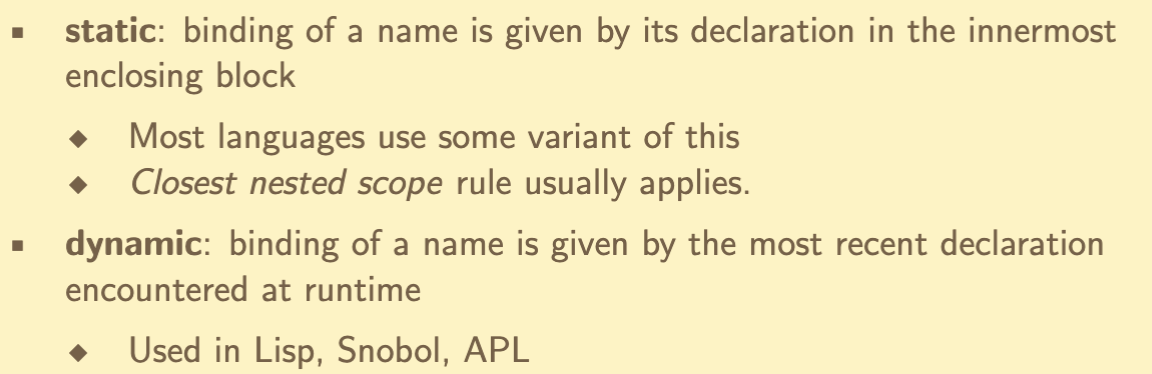 ▪ static: binding of a name is given by its declaration in the innermost
enclosing block
◆ Most languages use some variant of this
◆ Closest nested scope rule usually applies.
▪ dynamic: binding of a name is given by the most recent declaration
encountered at runtime
◆ Used in Lisp, Snobol, APL